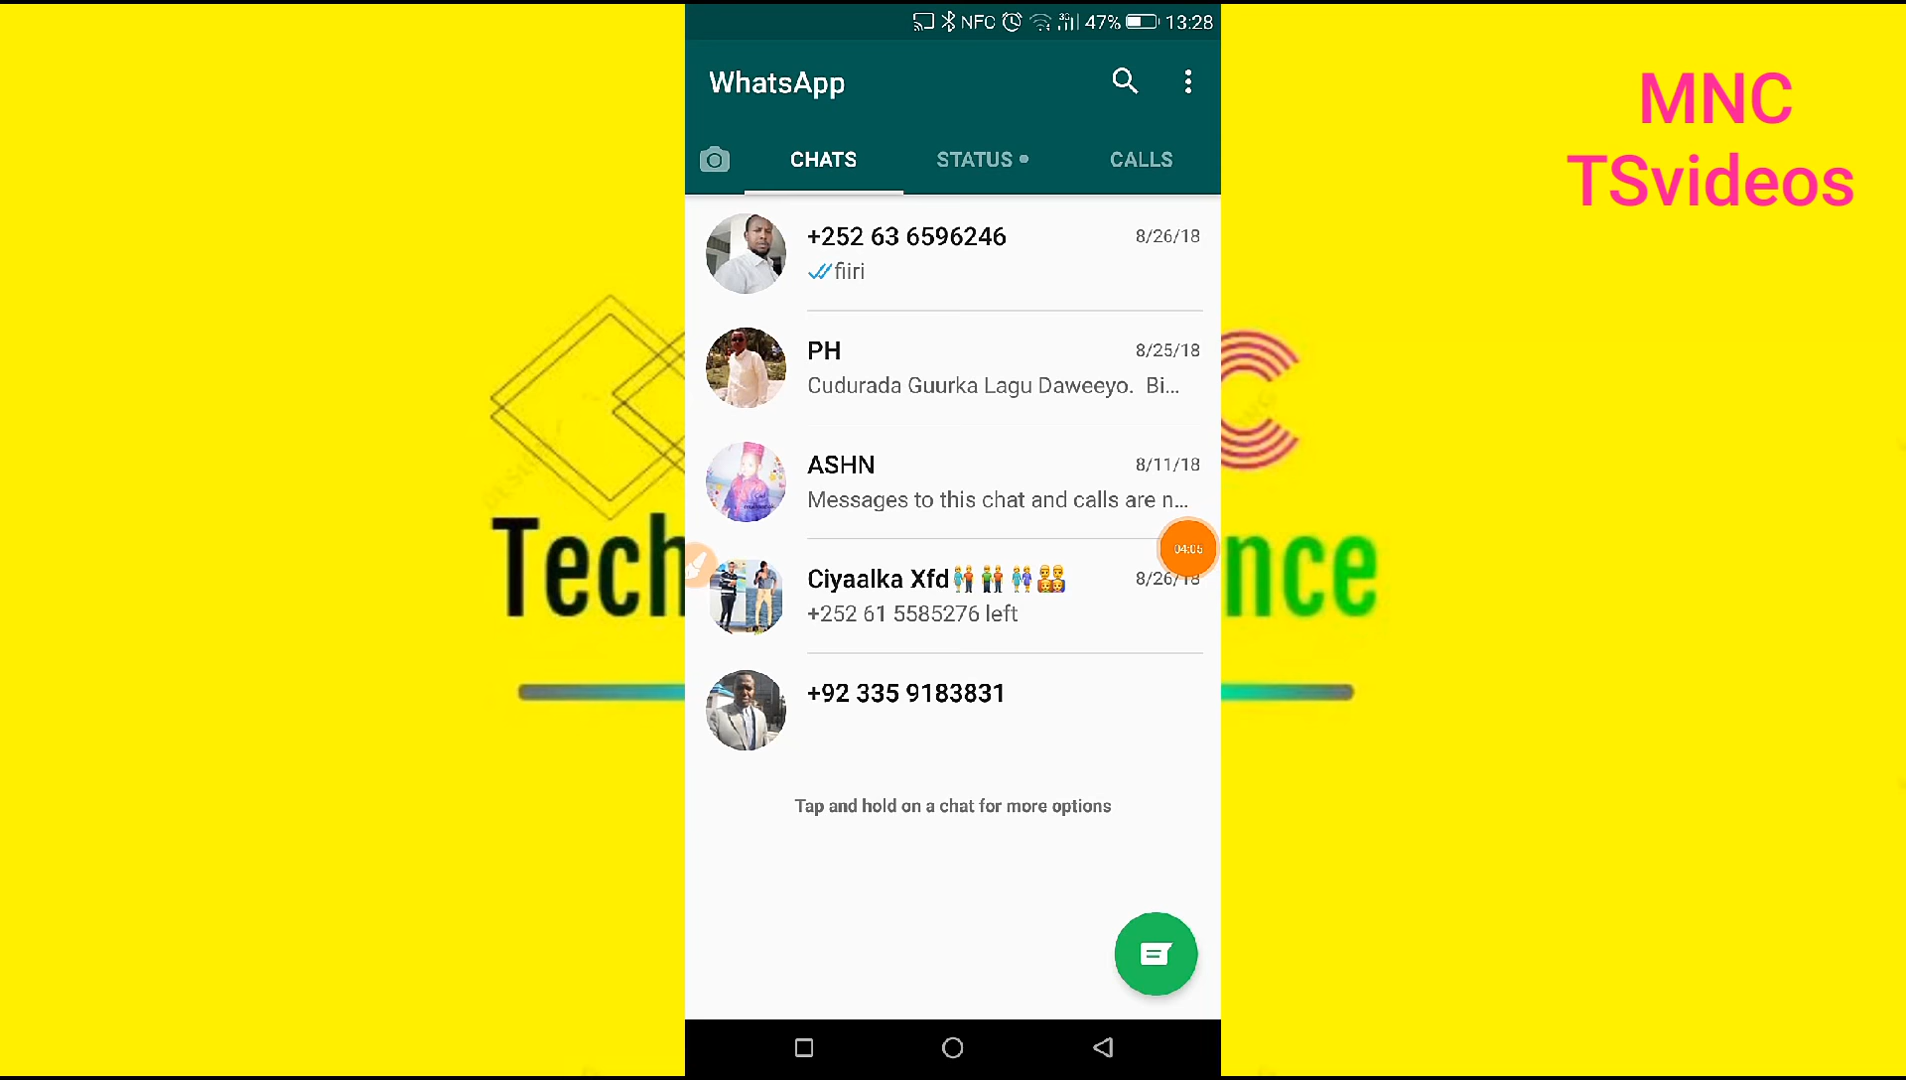 NFC 3G 47% 13:28
WhatsApp
MNC
TSvideos
CHATS STATUS CALLS
+252 63 6596246 8/26/18
fiiri
PH 8/25/18
Cudurada Guurka Lagu Daweeyo. Bi...
ASHN 8/11/18
Messages to this chat and calls are n...
04:05
Tech nce
Ciyaalka Xfd👬👬👫👨‍👨‍👧‍👦 8/26/18
+252 61 5585276 left
+92 335 9183831
Tap and hold on a chat for more options